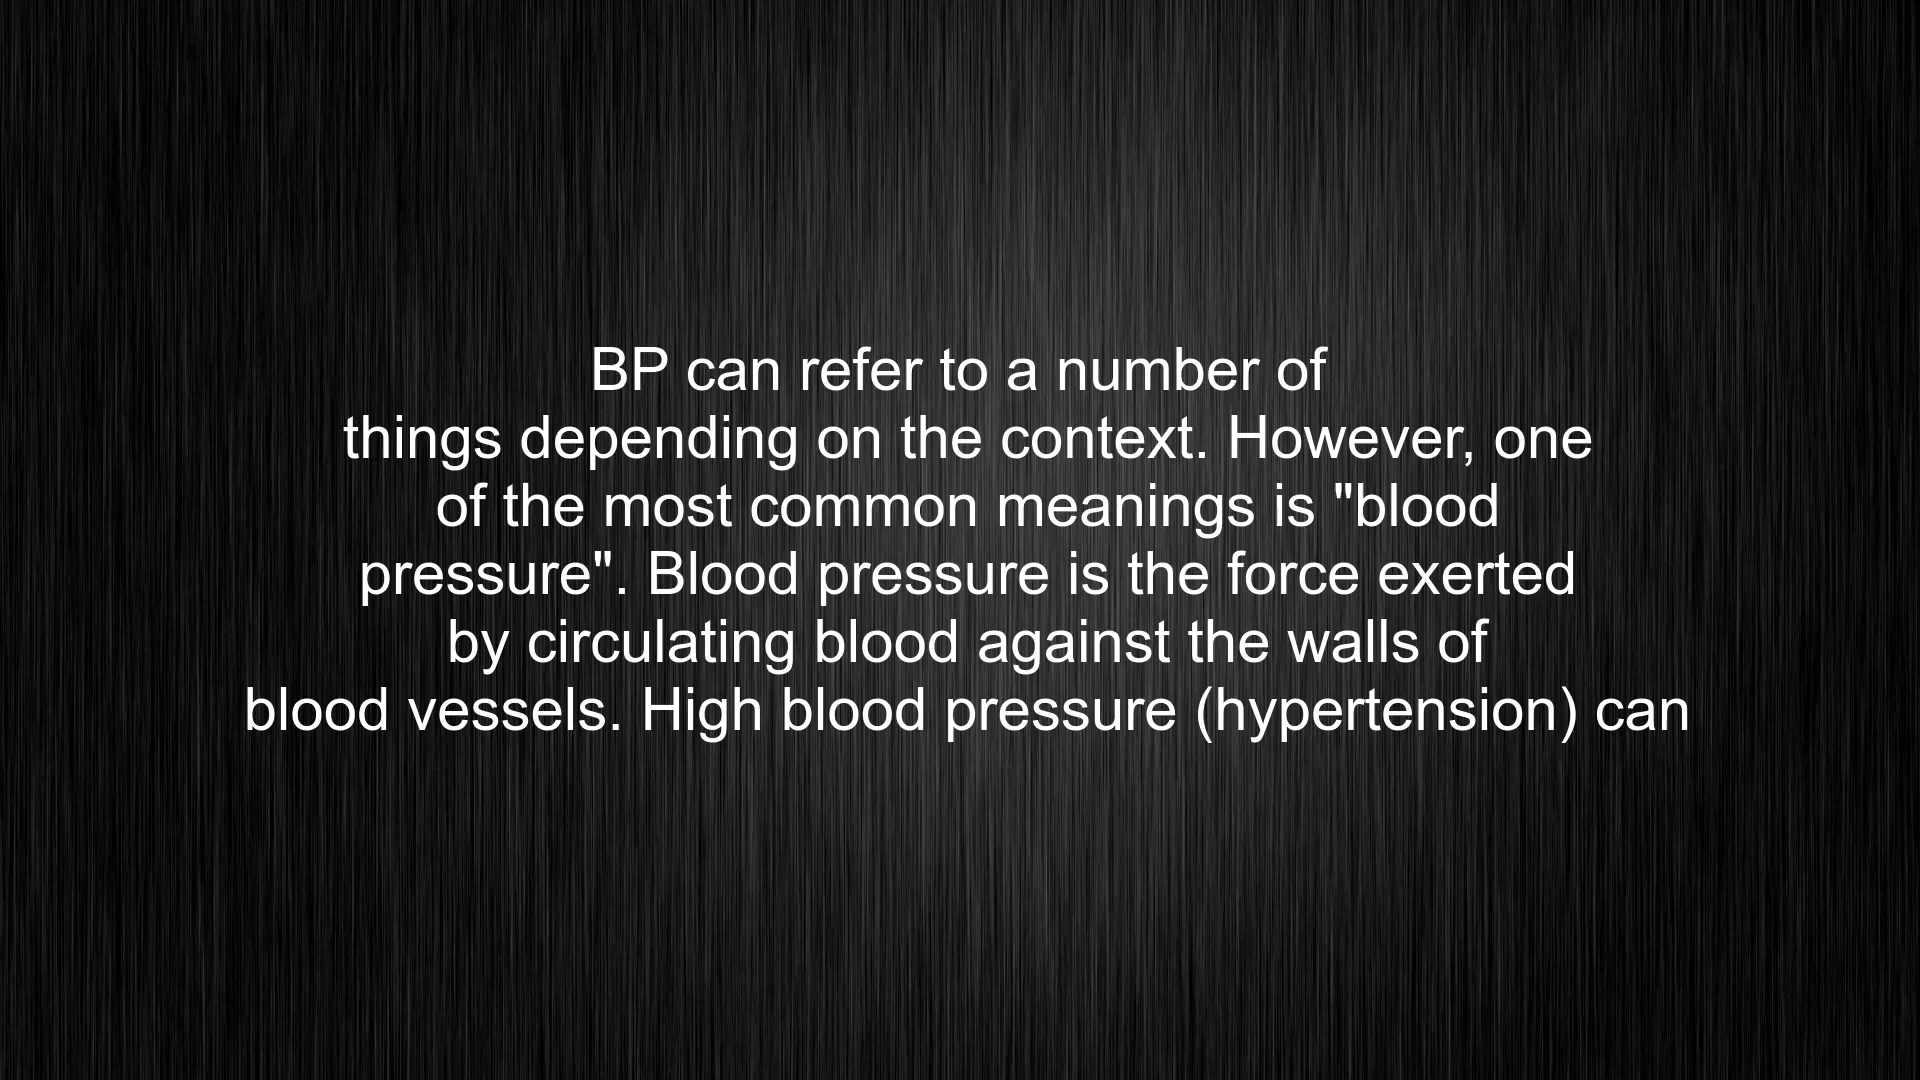 BP can refer to a number of
things depending on the context. However, one
of the most common meanings is "blood
pressure". Blood pressure is the force exerted
by circulating blood against the walls of
blood vessels. High blood pressure (hypertension) can